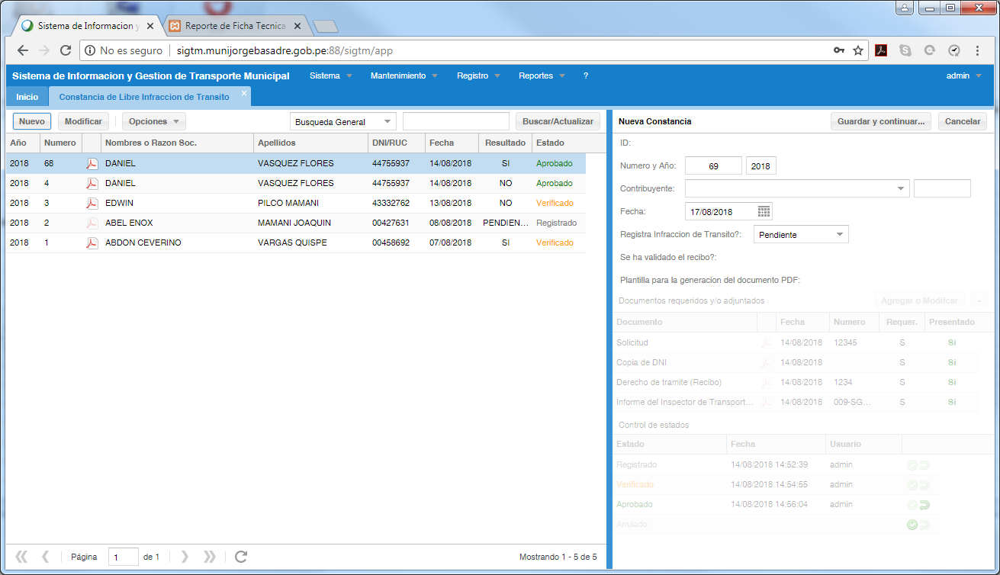 Sistema de Informacion y
Reporte de Ficha Tecnica
No es seguro
sigtm.munijorgebasadre.gob.pe:88/sigtm/app
Sistema de Informacion y Gestion de Transporte Municipal Sistema Mantenimiento Registro Reportes ? admin
Inicio Constancia de Libre Infraccion de Transito
Nuevo Modificar Opciones Busqueda General Buscar/Actualizar
Año Numero Nombres o Razon Soc. Apellidos DNI/RUC Fecha Resultado Estado
2018 68 DANIEL VASQUEZ FLORES 44755937 14/08/2018 SI Aprobado
2018 4 DANIEL VASQUEZ FLORES 44755937 14/08/2018 NO Aprobado
2018 3 EDWIN PILCO MAMANI 43332762 13/08/2018 NO Verificado
2018 2 ABEL ENOX MAMANI JOAQUIN 00427631 08/08/2018 PENDIEN... Registrado
2018 1 ABDON CEVERINO VARGAS QUISPE 00458692 07/08/2018 SI Verificado
Página 1 de 1 Mostrando 1 - 5 de 5
Nueva Constancia Guardar y continuar... Cancelar
ID:
Numero y Año: 69 2018
Contribuyente:
Fecha: 17/08/2018
Registra Infraccion de Transito?: Pendiente
Se ha validado el recibo?:
Plantilla para la generacion del documento PDF:
Documentos requeridos y/o adjuntados Agregar o Modifcar
Documento Fecha Numero Requer. Presentado
Solicitud 14/08/2018 12345 S Si
Copia de DNI 14/08/2018 S Si
Derecho de tramite (Recibo) 14/08/2018 1234 S Si
Informe del Inspector de Transport... 14/08/2018 009-SG... S Si
Control de estados
Estado Fecha Usuario
Registrado 14/08/2018 14:52:39 admin
Verificado 14/08/2018 14:54:55 admin
Aprobado 14/08/2018 14:56:04 admin
Anulado